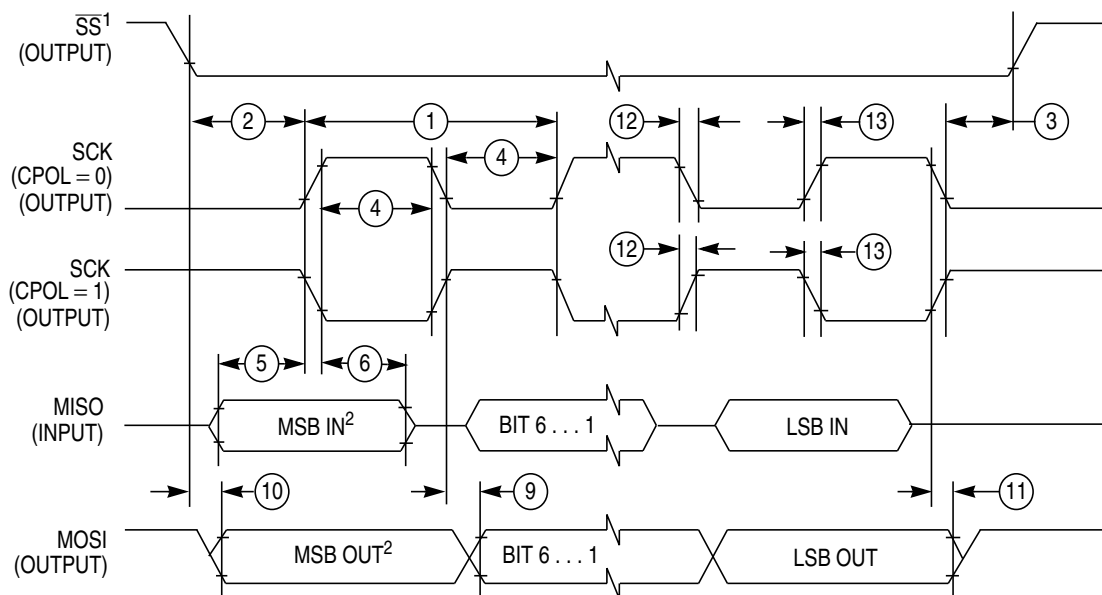 SS¹
(OUTPUT)
2 1 12 13 3
SCK
(CPOL = 0)
(OUTPUT)
4
4
SCK
(CPOL = 1)
(OUTPUT)
12 13
5 6
MISO
(INPUT)
MSB IN² BIT 6 . . . 1 LSB IN
10 9 11
MOSI
(OUTPUT)
MSB OUT² BIT 6 . . . 1 LSB OUT